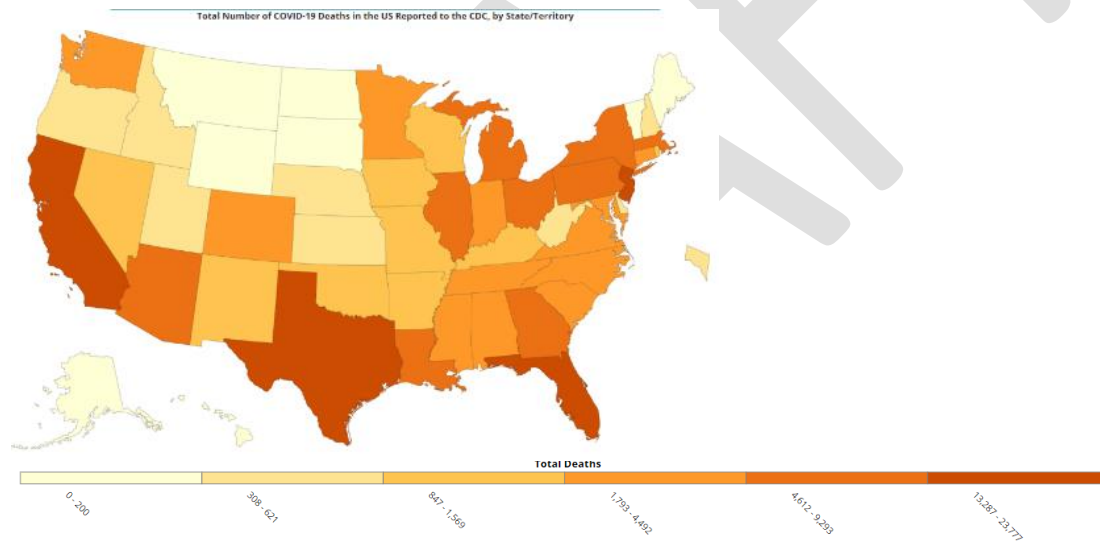 Total Number of COVID-19 Deaths in the US Reported to the CDC, by State/Territory
Total Deaths
0 - 200
308 - 621
847 - 1,569
1,793 - 4,492
4,612 - 9,293
13,287 - 23,777